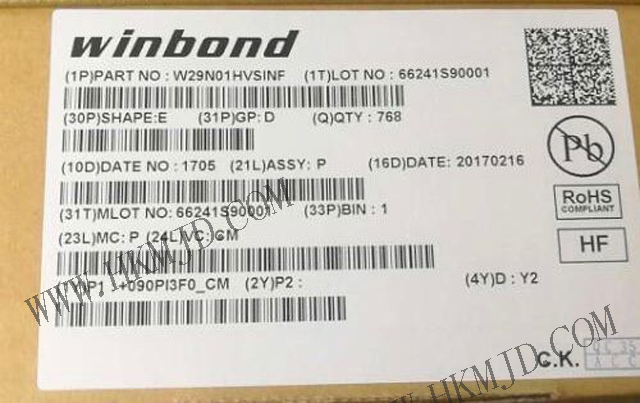 winbond
(1P)PART NO : W29N01HVSINF (1T)LOT NO : 66241S90001
(30P)SHAPE:E (31P)GP: D (Q)QTY : 768
(10D)DATE NO : 1705 (21L)ASSY: P (16D)DATE: 20170216
(31T)MLOT NO: 66241S90001 (33P)BIN : 1
(23L)MC: P (24L)VC:CM
P1 +090PI3F0_CM (2Y)P2 : (4Y)D : Y2
Pb
RoHS
COMPLIANT
HF
C.K.
WWW.HKMJD.COM
WWW.HKMJD.COM